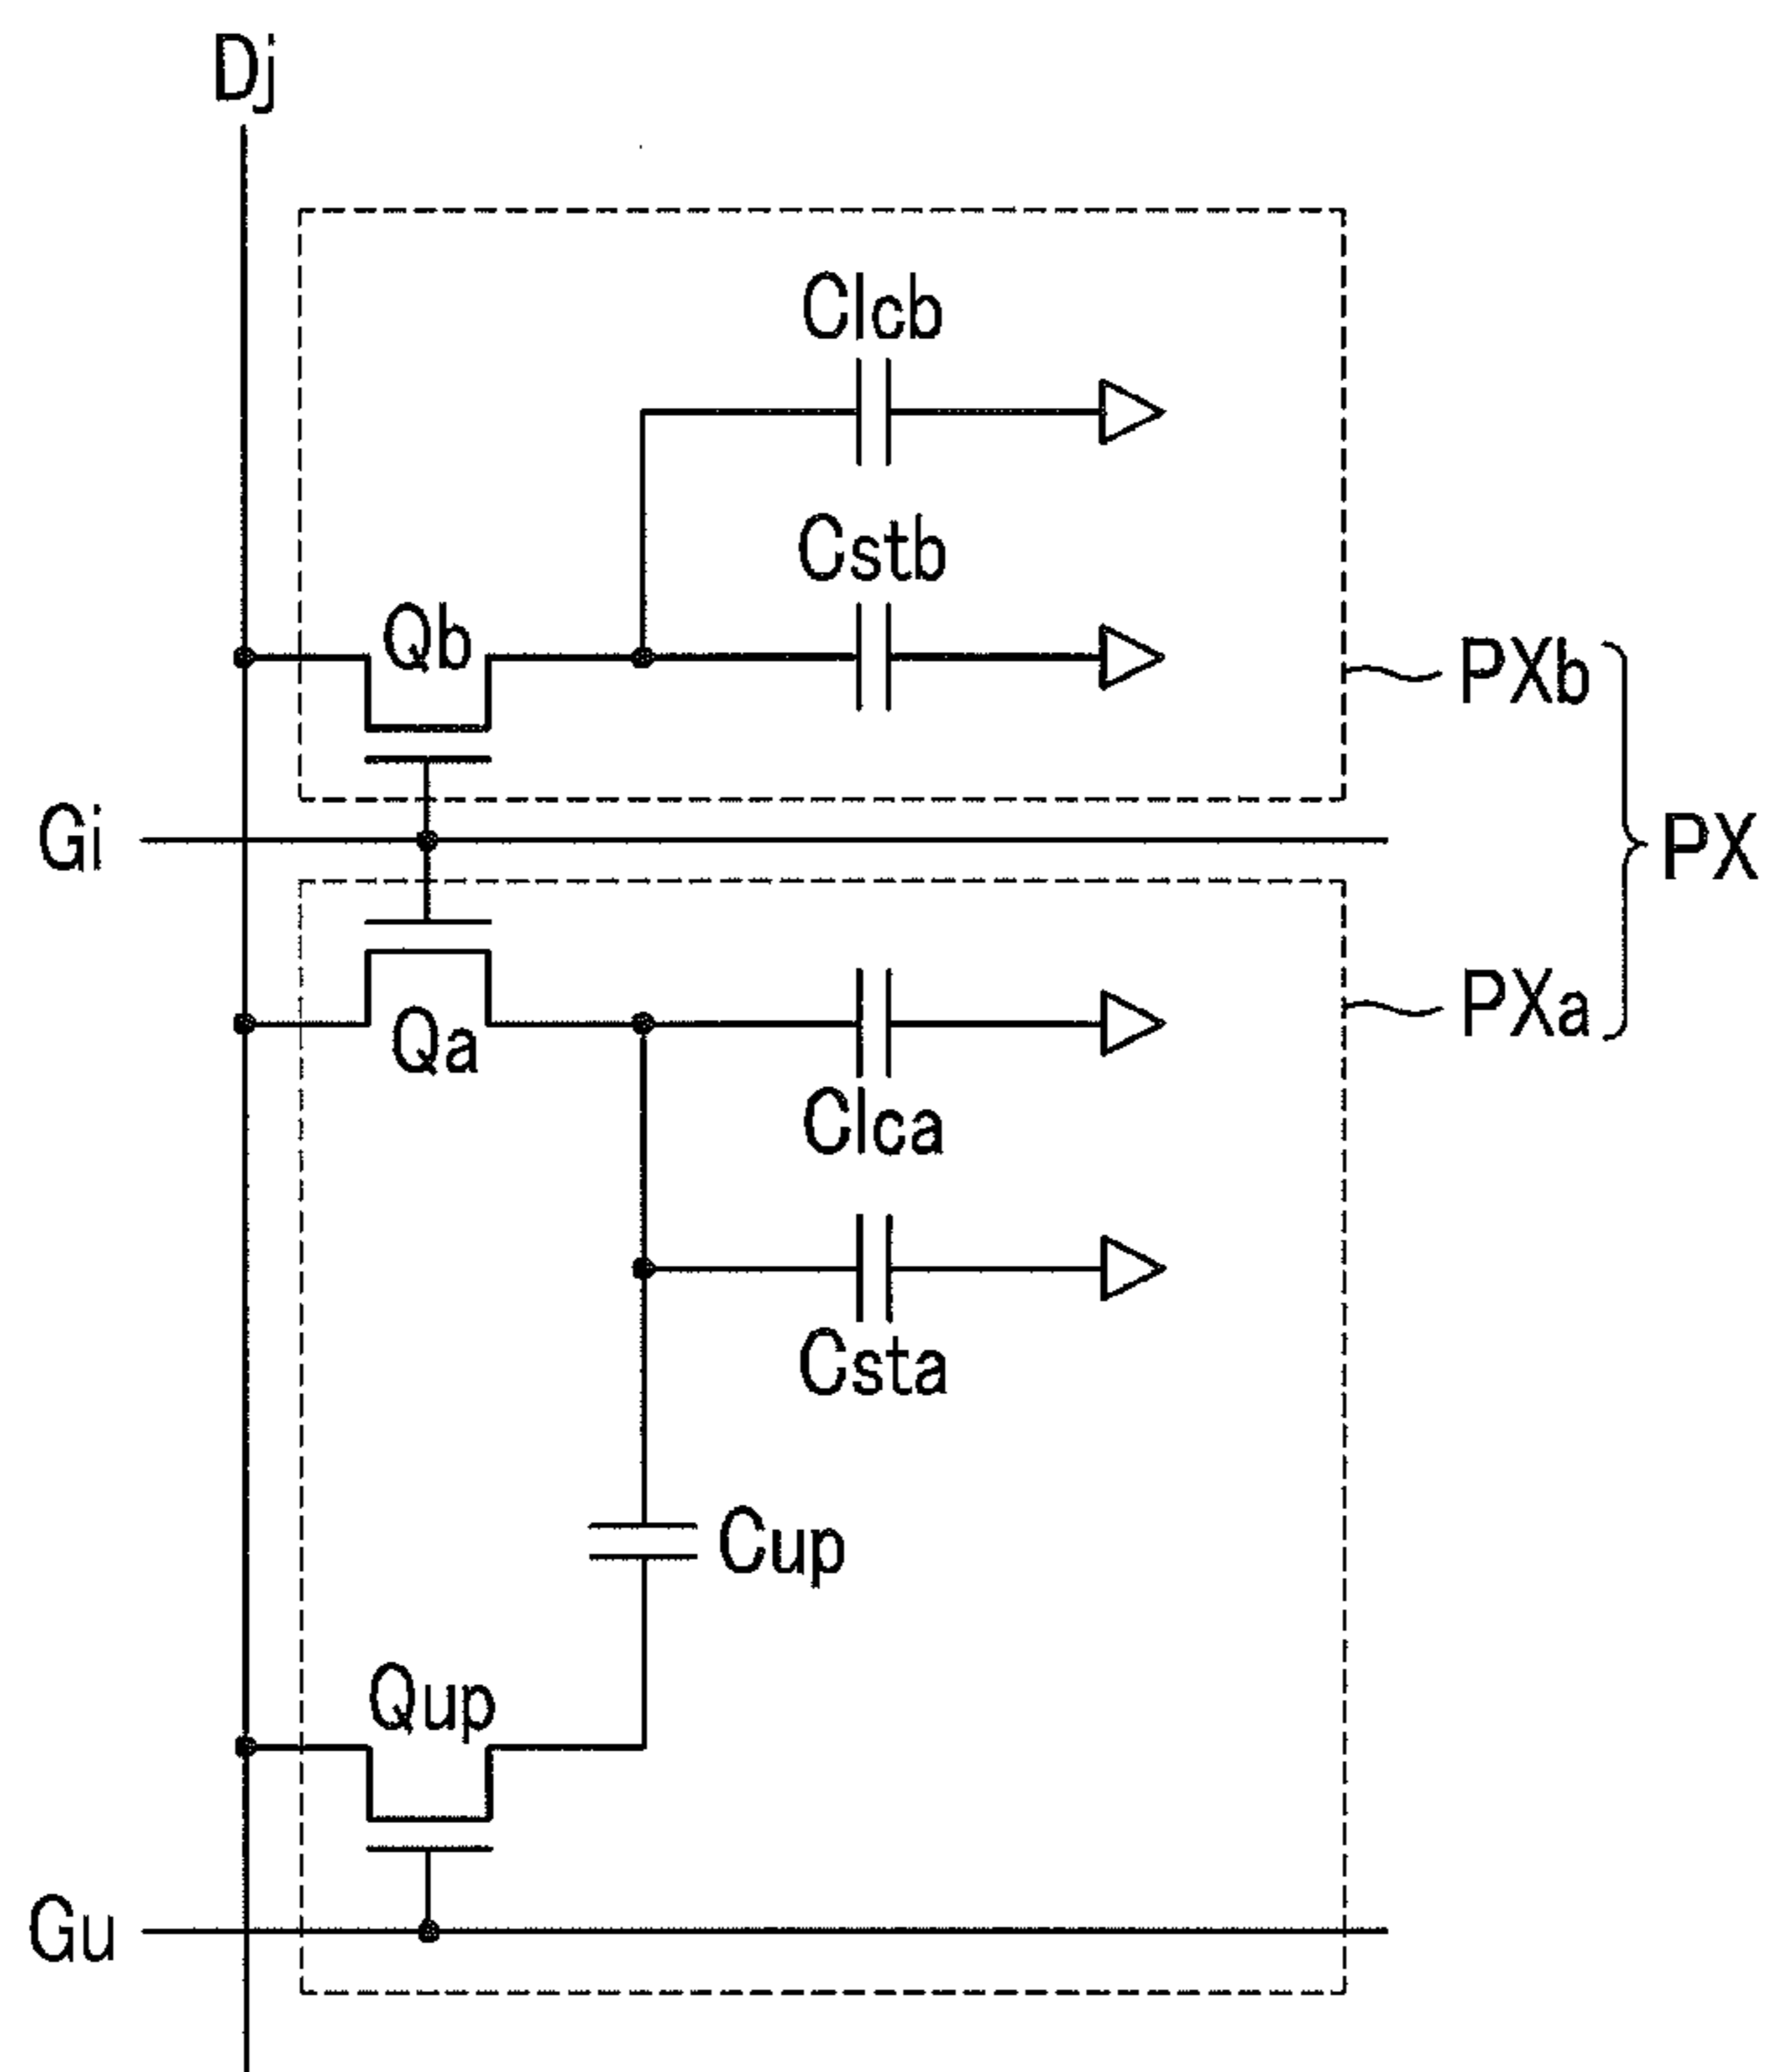 Dj
Clcb
Cstb
Qb
PXb
Gi
PX
PXa
Qa
Clca
Csta
Cup
Qup
Gu